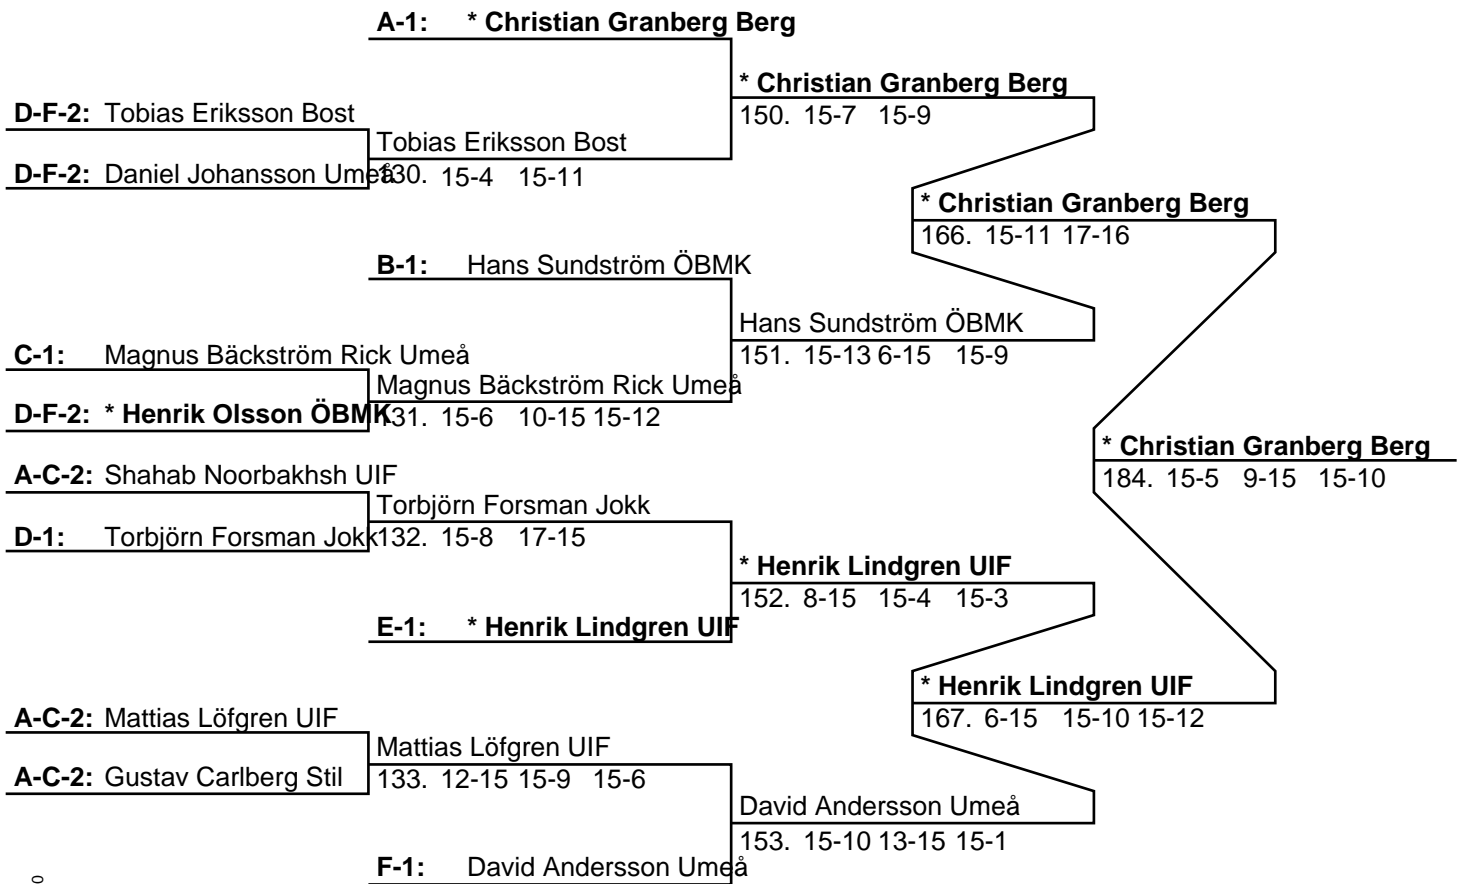 A-1: * Christian Granberg Berg
* Christian Granberg Berg
D-F-2: Tobias Eriksson Bost
150. 15-7 15-9
Tobias Eriksson Bost
D-F-2: Daniel Johansson Umeå
130. 15-4 15-11
* Christian Granberg Berg
166. 15-11 17-16
B-1: Hans Sundström ÖBMK
Hans Sundström ÖBMK
C-1: Magnus Bäckström Rick Umeå
151. 15-13 6-15 15-9
Magnus Bäckström Rick Umeå
D-F-2: * Henrik Olsson ÖBMK
131. 15-6 10-15 15-12
* Christian Granberg Berg
A-C-2: Shahab Noorbakhsh UIF
184. 15-5 9-15 15-10
Torbjörn Forsman Jokk
D-1: Torbjörn Forsman Jokk
132. 15-8 17-15
* Henrik Lindgren UIF
152. 8-15 15-4 15-3
E-1: * Henrik Lindgren UIF
* Henrik Lindgren UIF
A-C-2: Mattias Löfgren UIF
167. 6-15 15-10 15-12
Mattias Löfgren UIF
A-C-2: Gustav Carlberg Stil
133. 12-15 15-9 15-6
David Andersson Umeå
153. 15-10 13-15 15-1
F-1: David Andersson Umeå
0